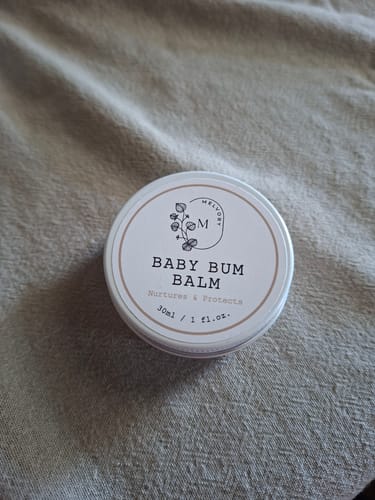 MELVORY
M
BABY BUM
BALM
Nurtures & Protects
30ml / 1 fl.oz.